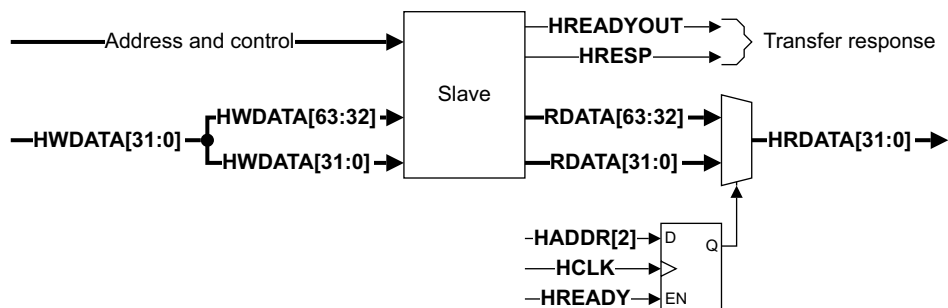 Address and control
HREADYOUT
HRESP
Transfer response
Slave
HWDATA[31:0]
HWDATA[63:32]
HWDATA[31:0]
RDATA[63:32]
RDATA[31:0]
HRDATA[31:0]
HADDR[2]
D
Q
HCLK
HREADY
EN